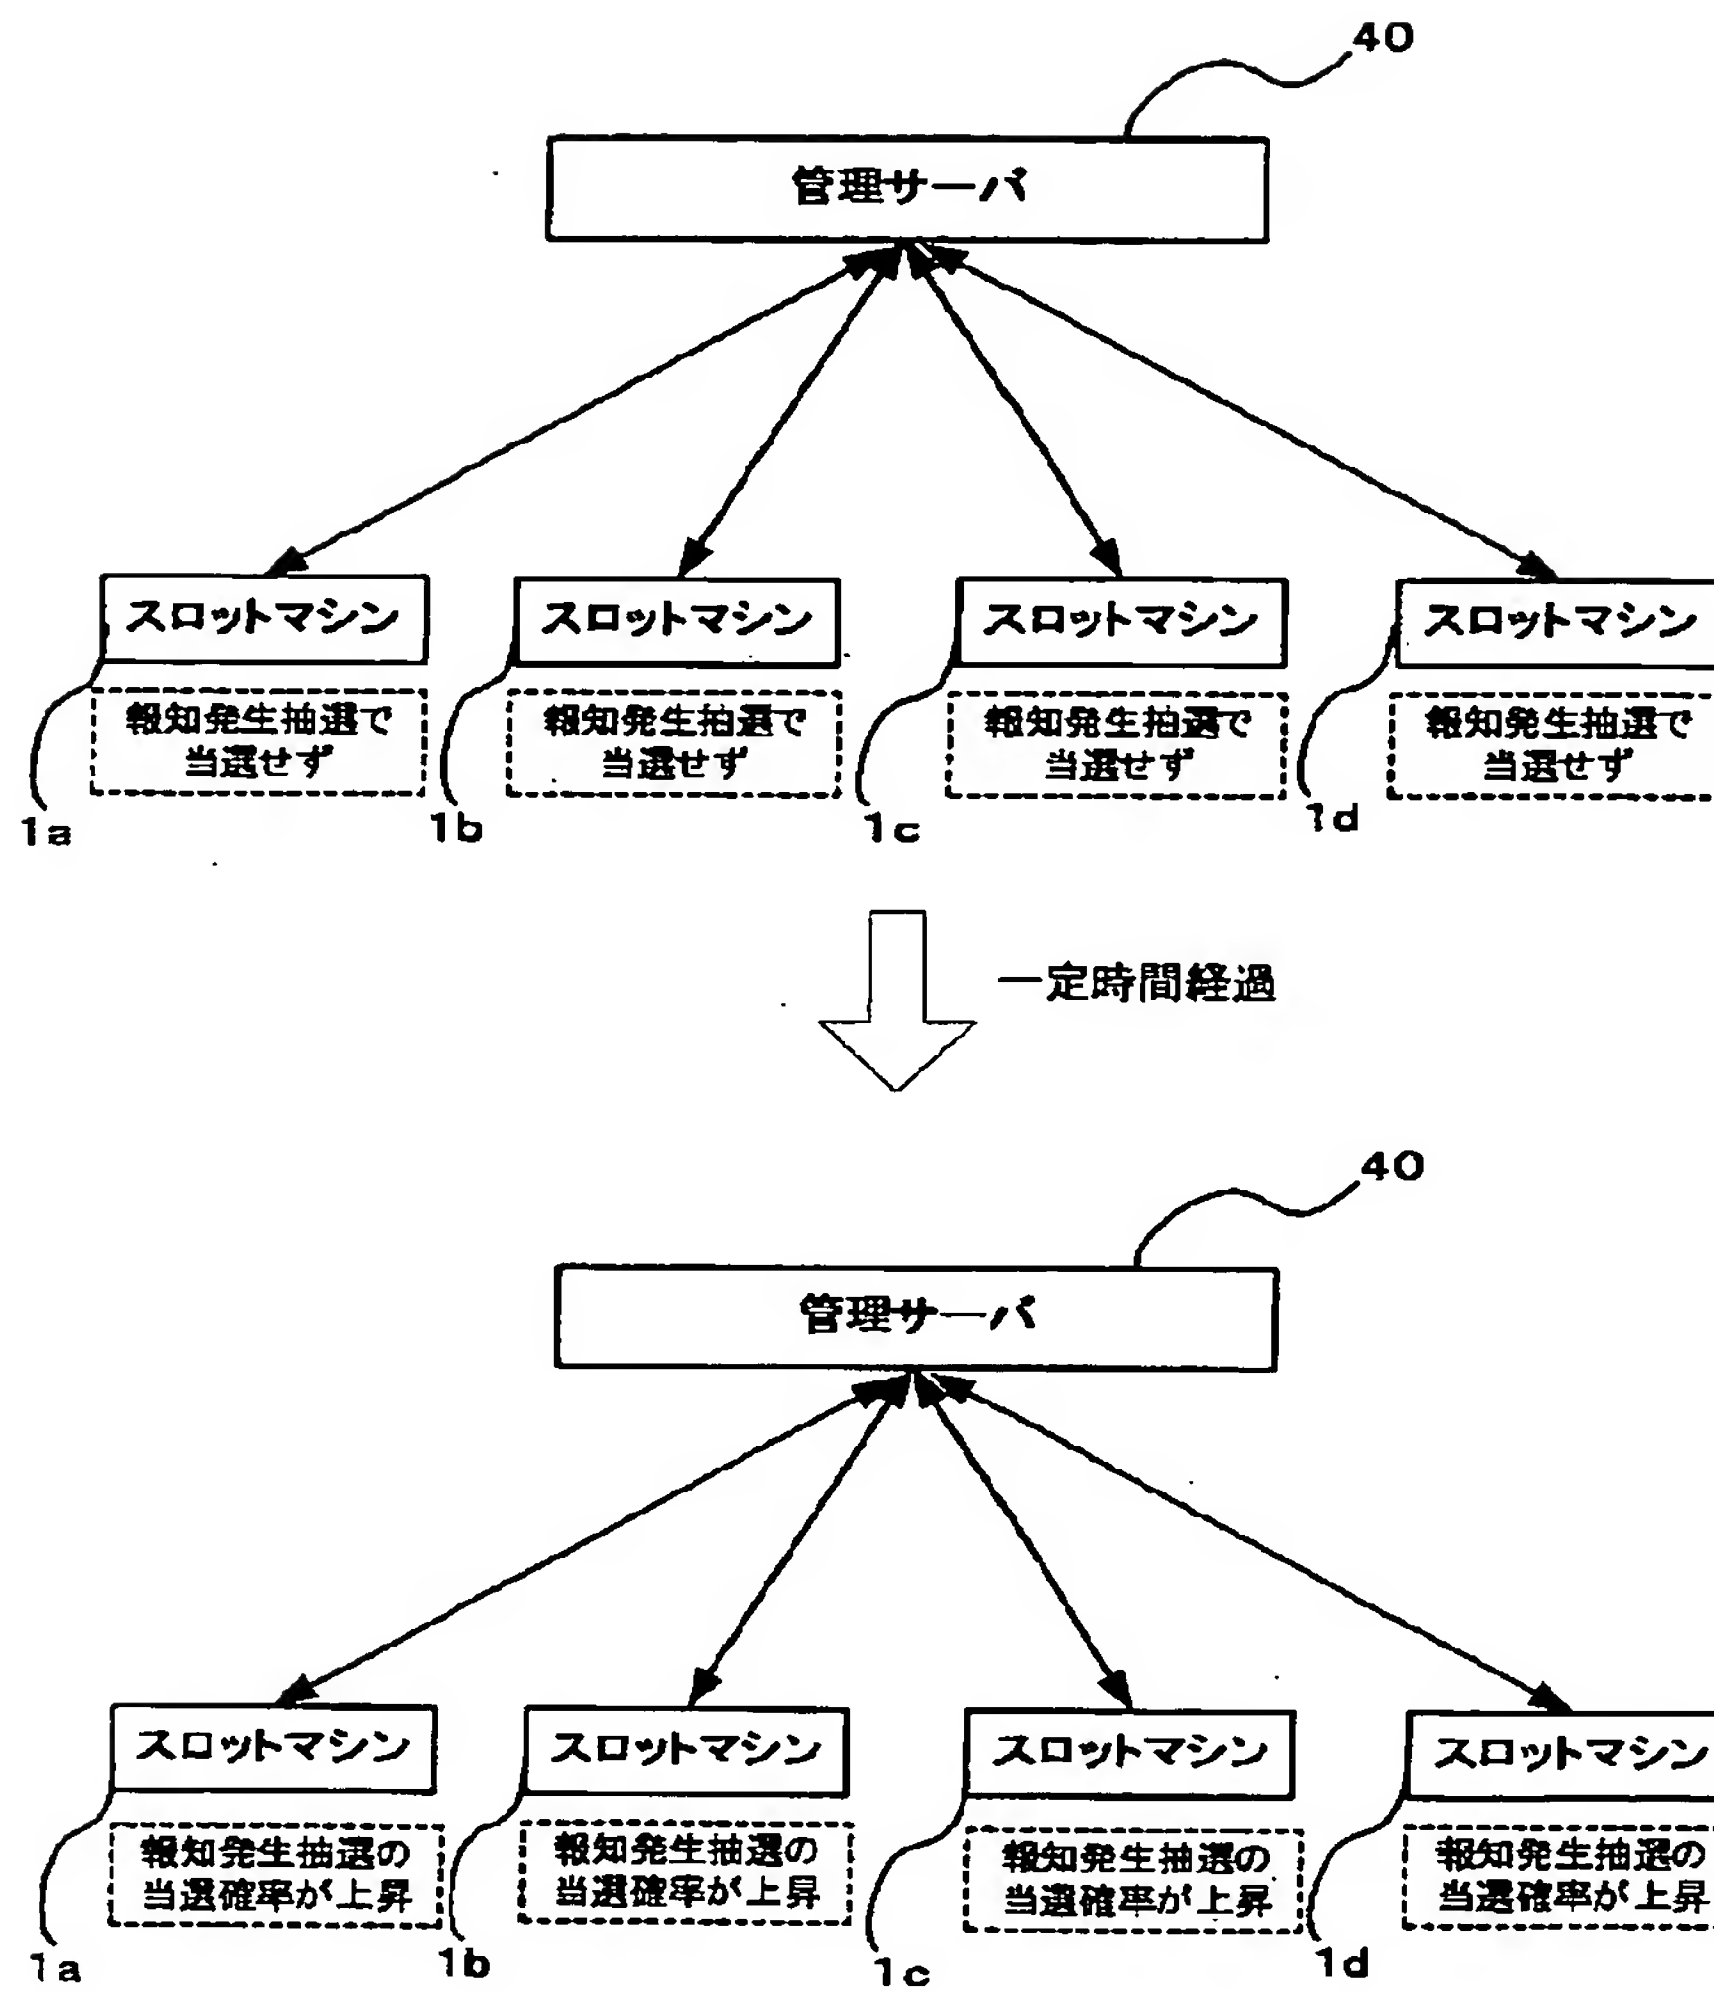 40
管理サーバ
スロットマシン
スロットマシン
スロットマシン
スロットマシン
報知発生抽選で
当選せず
報知発生抽選で
当選せず
報知発生抽選で
当選せず
報知発生抽選で
当選せず
1a
1b
1c
1d
一定時間経過
40
管理サーバ
スロットマシン
スロットマシン
スロットマシン
スロットマシン
報知発生抽選の
当選確率が上昇
報知発生抽選の
当選確率が上昇
報知発生抽選の
当選確率が上昇
報知発生抽選の
当選確率が上昇
1a
1b
1c
1d